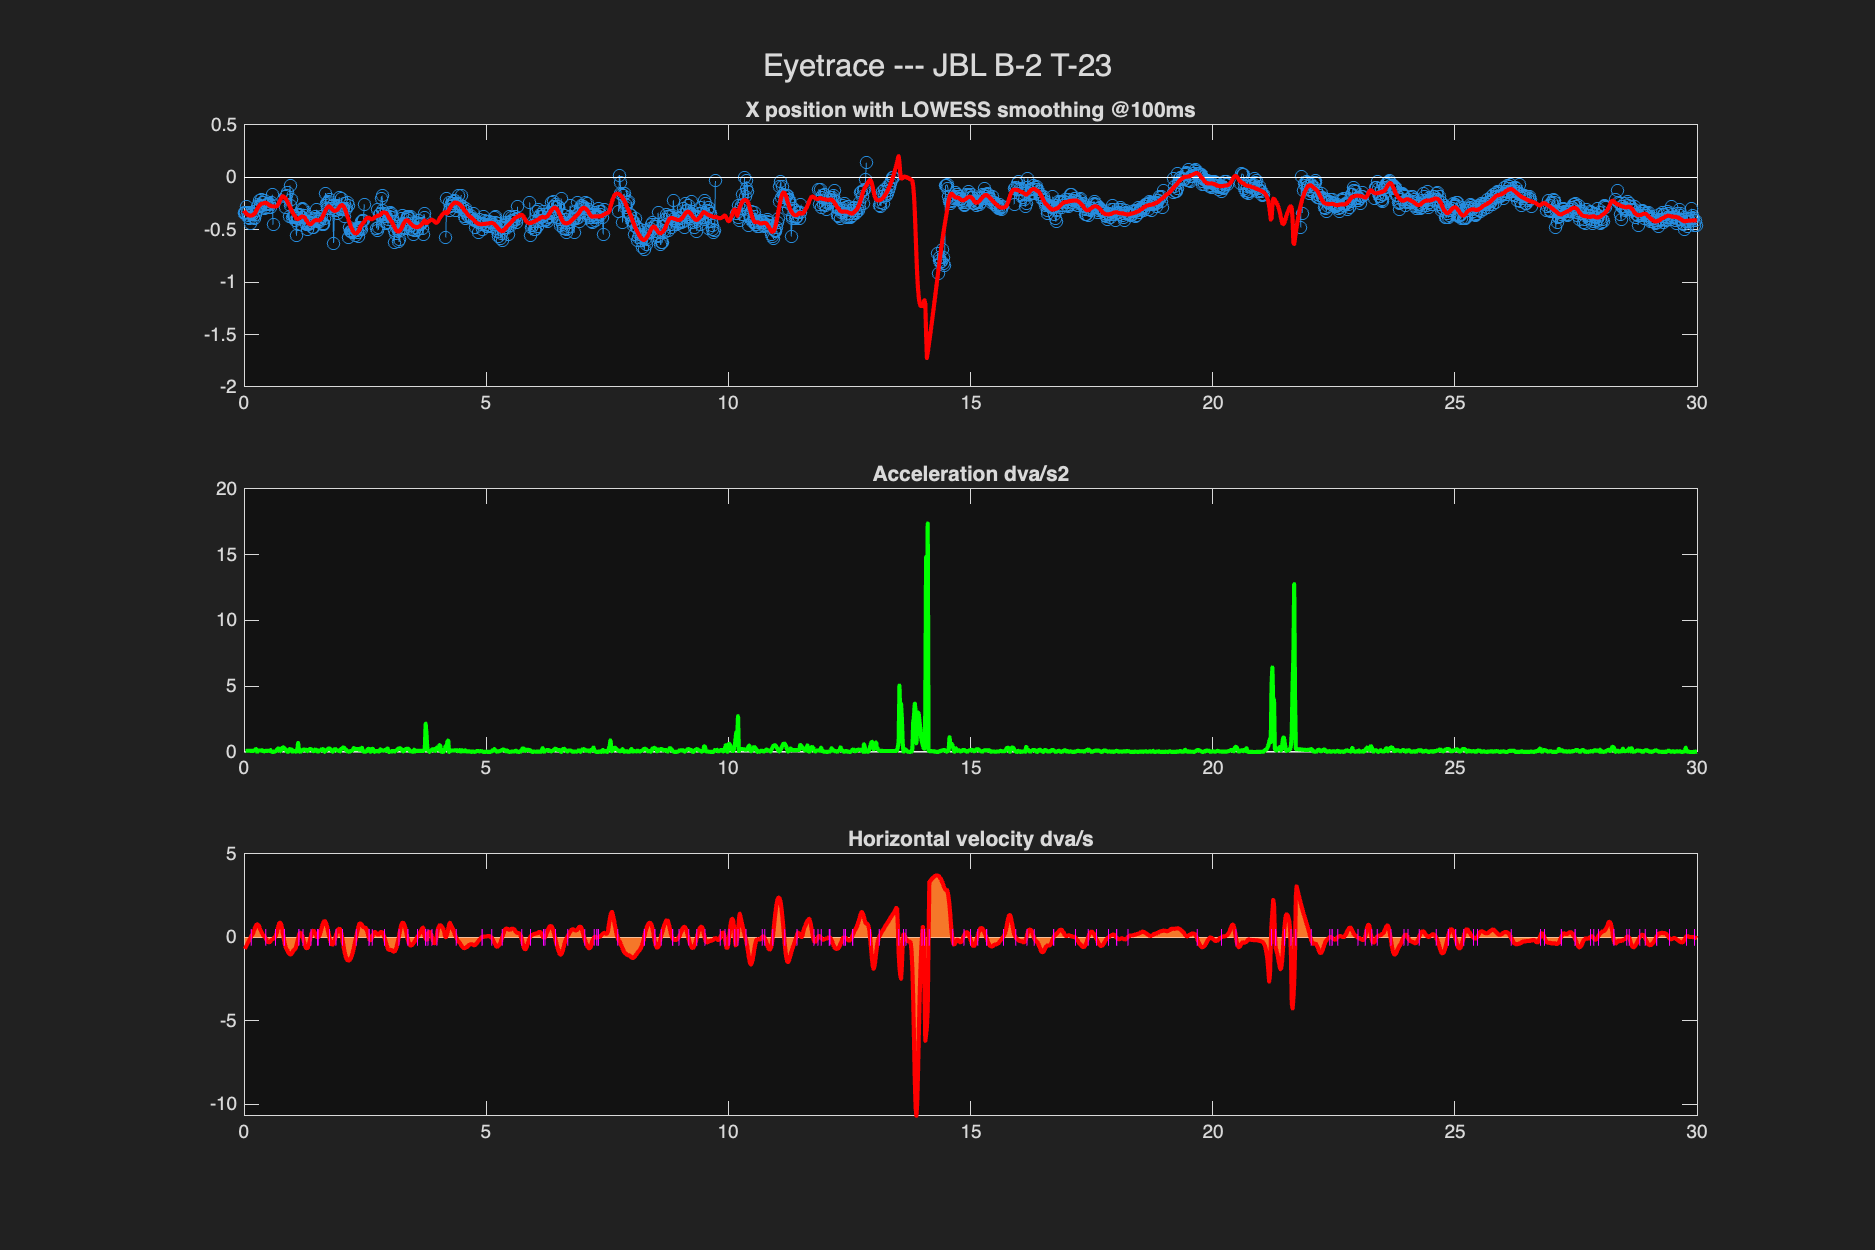 Eyetrace --- JBL B-2 T-23
X position with LOWESS smoothing @100ms
0.5
0
-0.5
-1
-1.5
-2
0 5 10 15 20 25 30
Acceleration dva/s2
20
15
10
5
0
0 5 10 15 20 25 30
Horizontal velocity dva/s
5
0
-5
-10
0 5 10 15 20 25 30